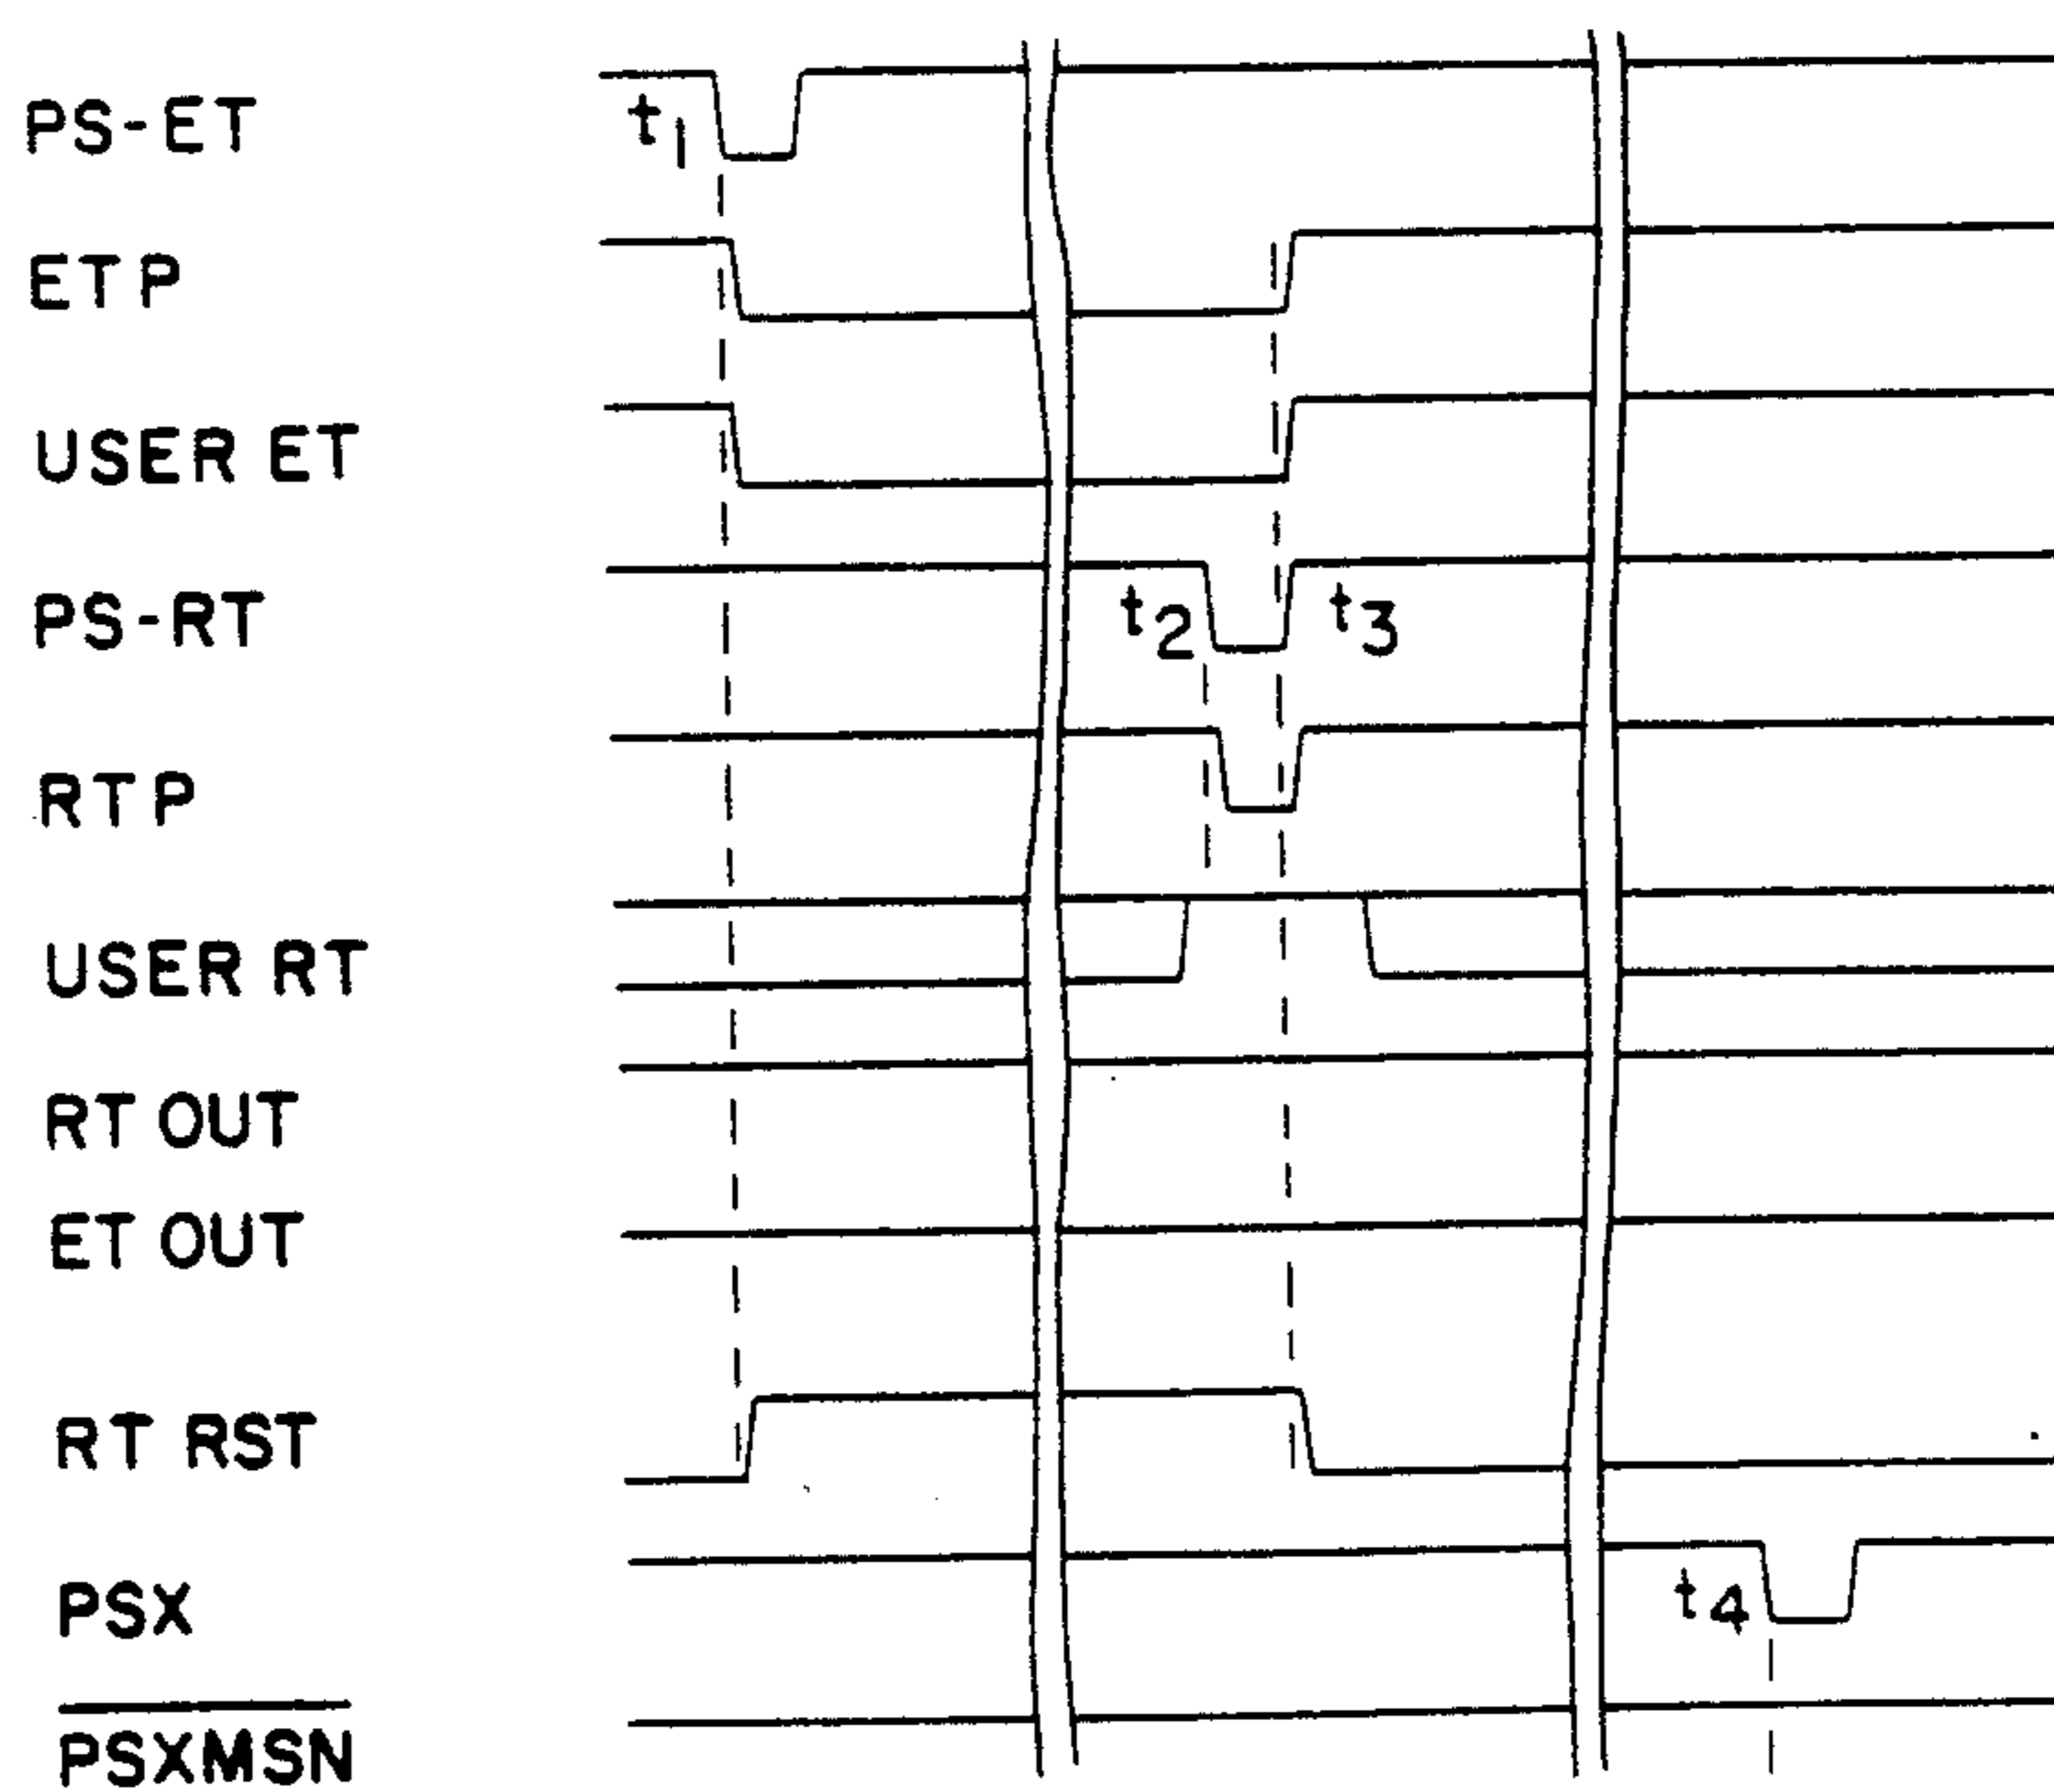 PS-ET
t1
ETP
USER ET
PS-RT
t2
t3
RTP
USER RT
RT OUT
ET OUT
RT RST
PSX
t4
PSXMSN